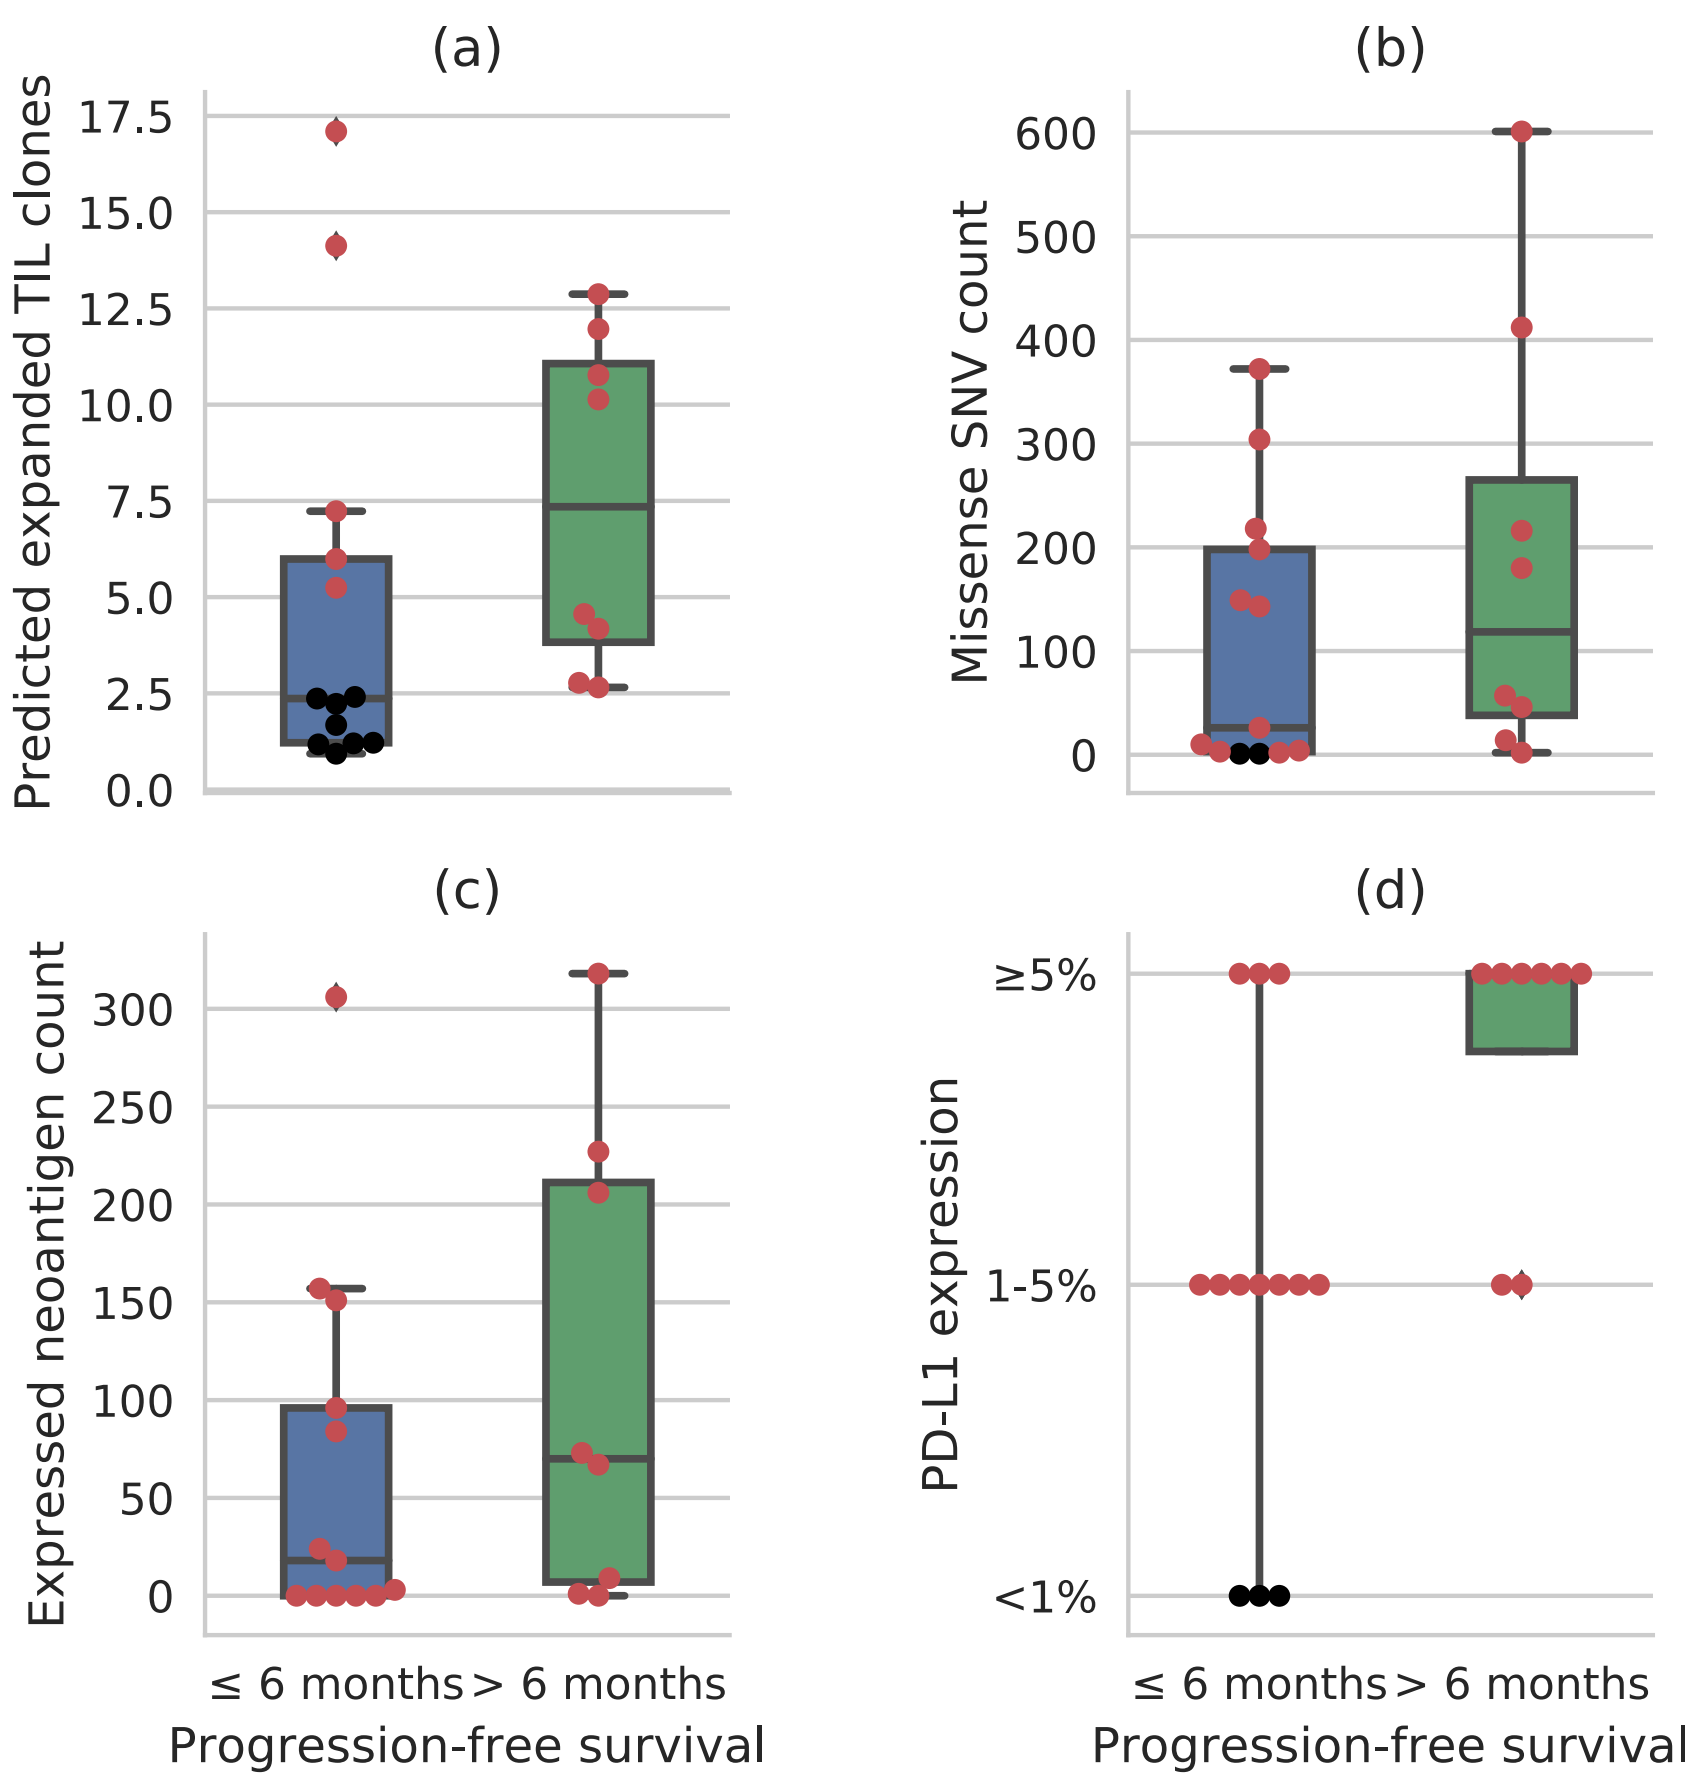 (a)
Predicted expanded TIL clones
17.5
15.0
12.5
10.0
7.5
5.0
2.5
0.0
(b)
Missense SNV count
600
500
400
300
200
100
0
(c)
Expressed neoantigen count
300
250
200
150
100
50
0
≤ 6 months > 6 months
Progression-free survival
(d)
PD-L1 expression
≥5%
1-5%
<1%
≤ 6 months > 6 months
Progression-free survival